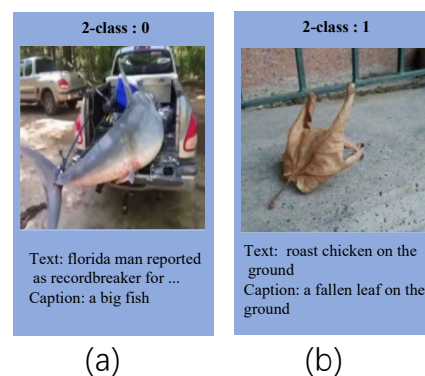 2-class : 0
Text: florida man reported
as recordbreaker for ...
Caption: a big fish
(a)
2-class : 1
Text: roast chicken on the
ground
Caption: a fallen leaf on the
ground
(b)